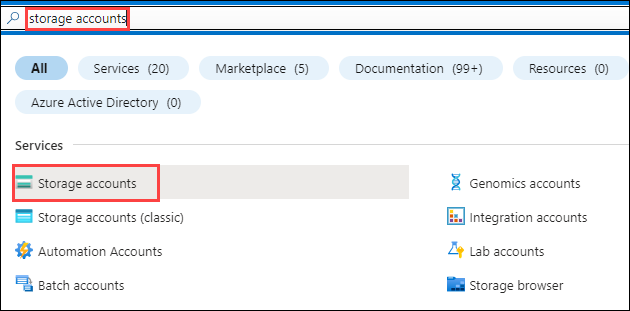 storage accounts
All Services (20) Marketplace (5) Documentation (99+) Resources (0)
Azure Active Directory (0)
Services
Storage accounts Genomics accounts
Storage accounts (classic) Integration accounts
Automation Accounts Lab accounts
Batch accounts Storage browser